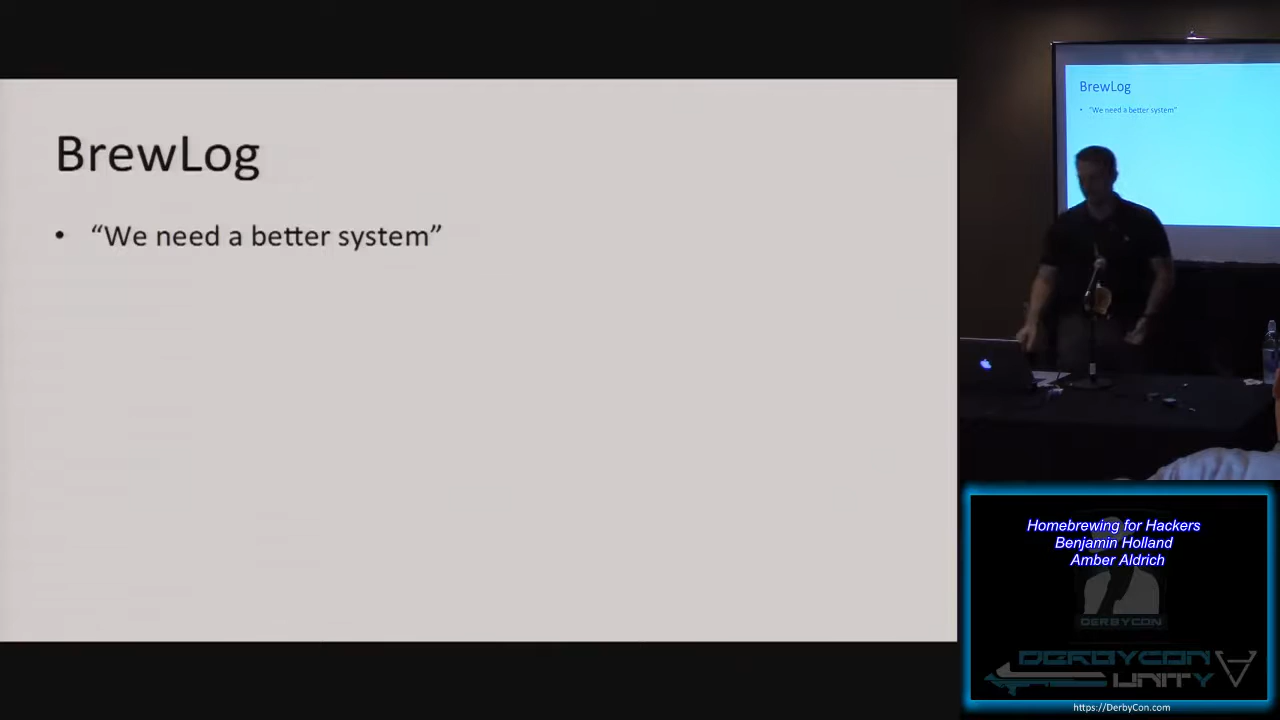 BrewLog
• “We need a better system”
BrewLog
• “We need a better system”
Homebrewing for Hackers
Benjamin Holland
Amber Aldrich
DERBYCON
DERBYCON
UNITY
https://DerbyCon.com